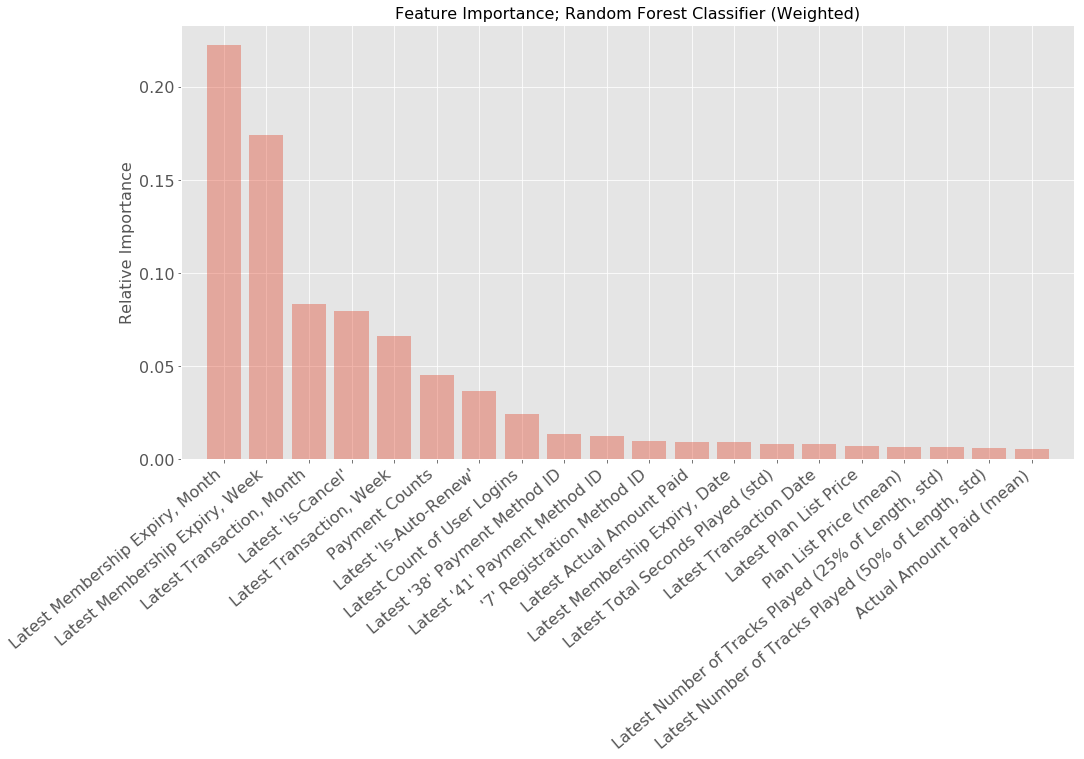 Feature Importance; Random Forest Classifier (Weighted)
Relative Importance
0.20
0.15
0.10
0.05
0.00
Latest Membership Expiry, Month
Latest Membership Expiry, Week
Latest Transaction, Month
Latest 'Is-Cancel'
Latest Transaction, Week
Payment Counts
Latest 'Is-Auto-Renew'
Latest Count of User Logins
Latest '38' Payment Method ID
Latest '41' Payment Method ID
'7' Registration Method ID
Latest Actual Amount Paid
Latest Membership Expiry, Date
Latest Total Seconds Played (std)
Latest Transaction Date
Latest Plan List Price
Plan List Price (mean)
Latest Number of Tracks Played (25% of Length, std)
Latest Number of Tracks Played (50% of Length, std)
Actual Amount Paid (mean)